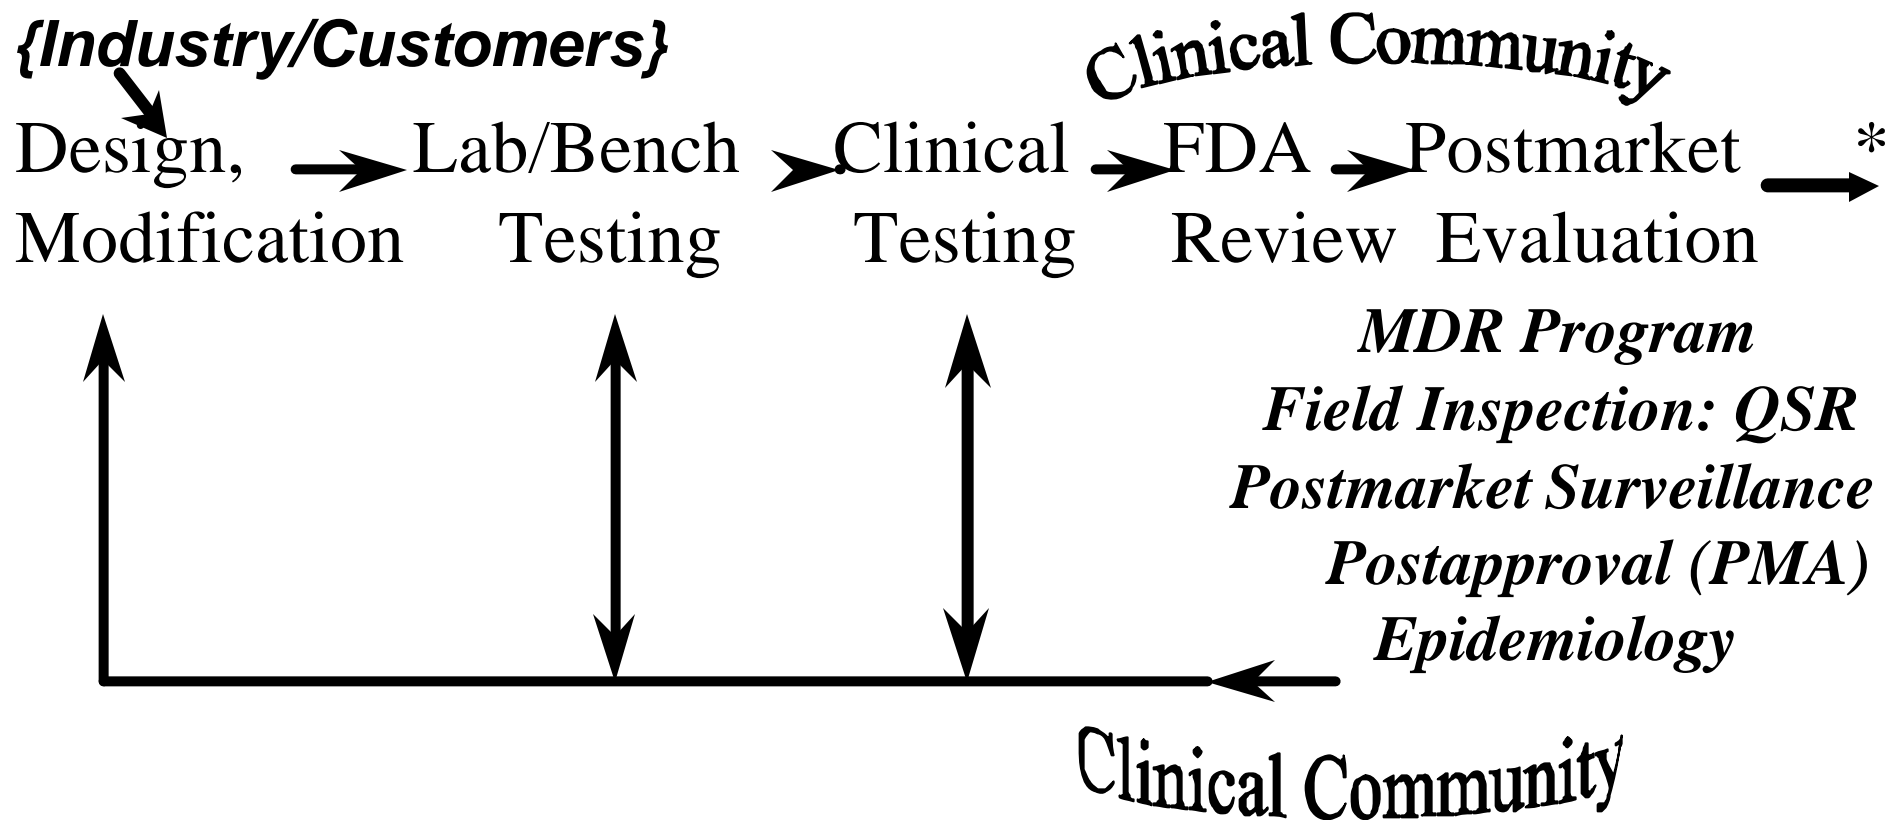 {Industry/Customers}
Clinical Community
Design, Lab/Bench Clinical FDA Postmarket *
Modification Testing Testing Review Evaluation
MDR Program
Field Inspection: QSR
Postmarket Surveillance
Postapproval (PMA)
Epidemiology
Clinical Community